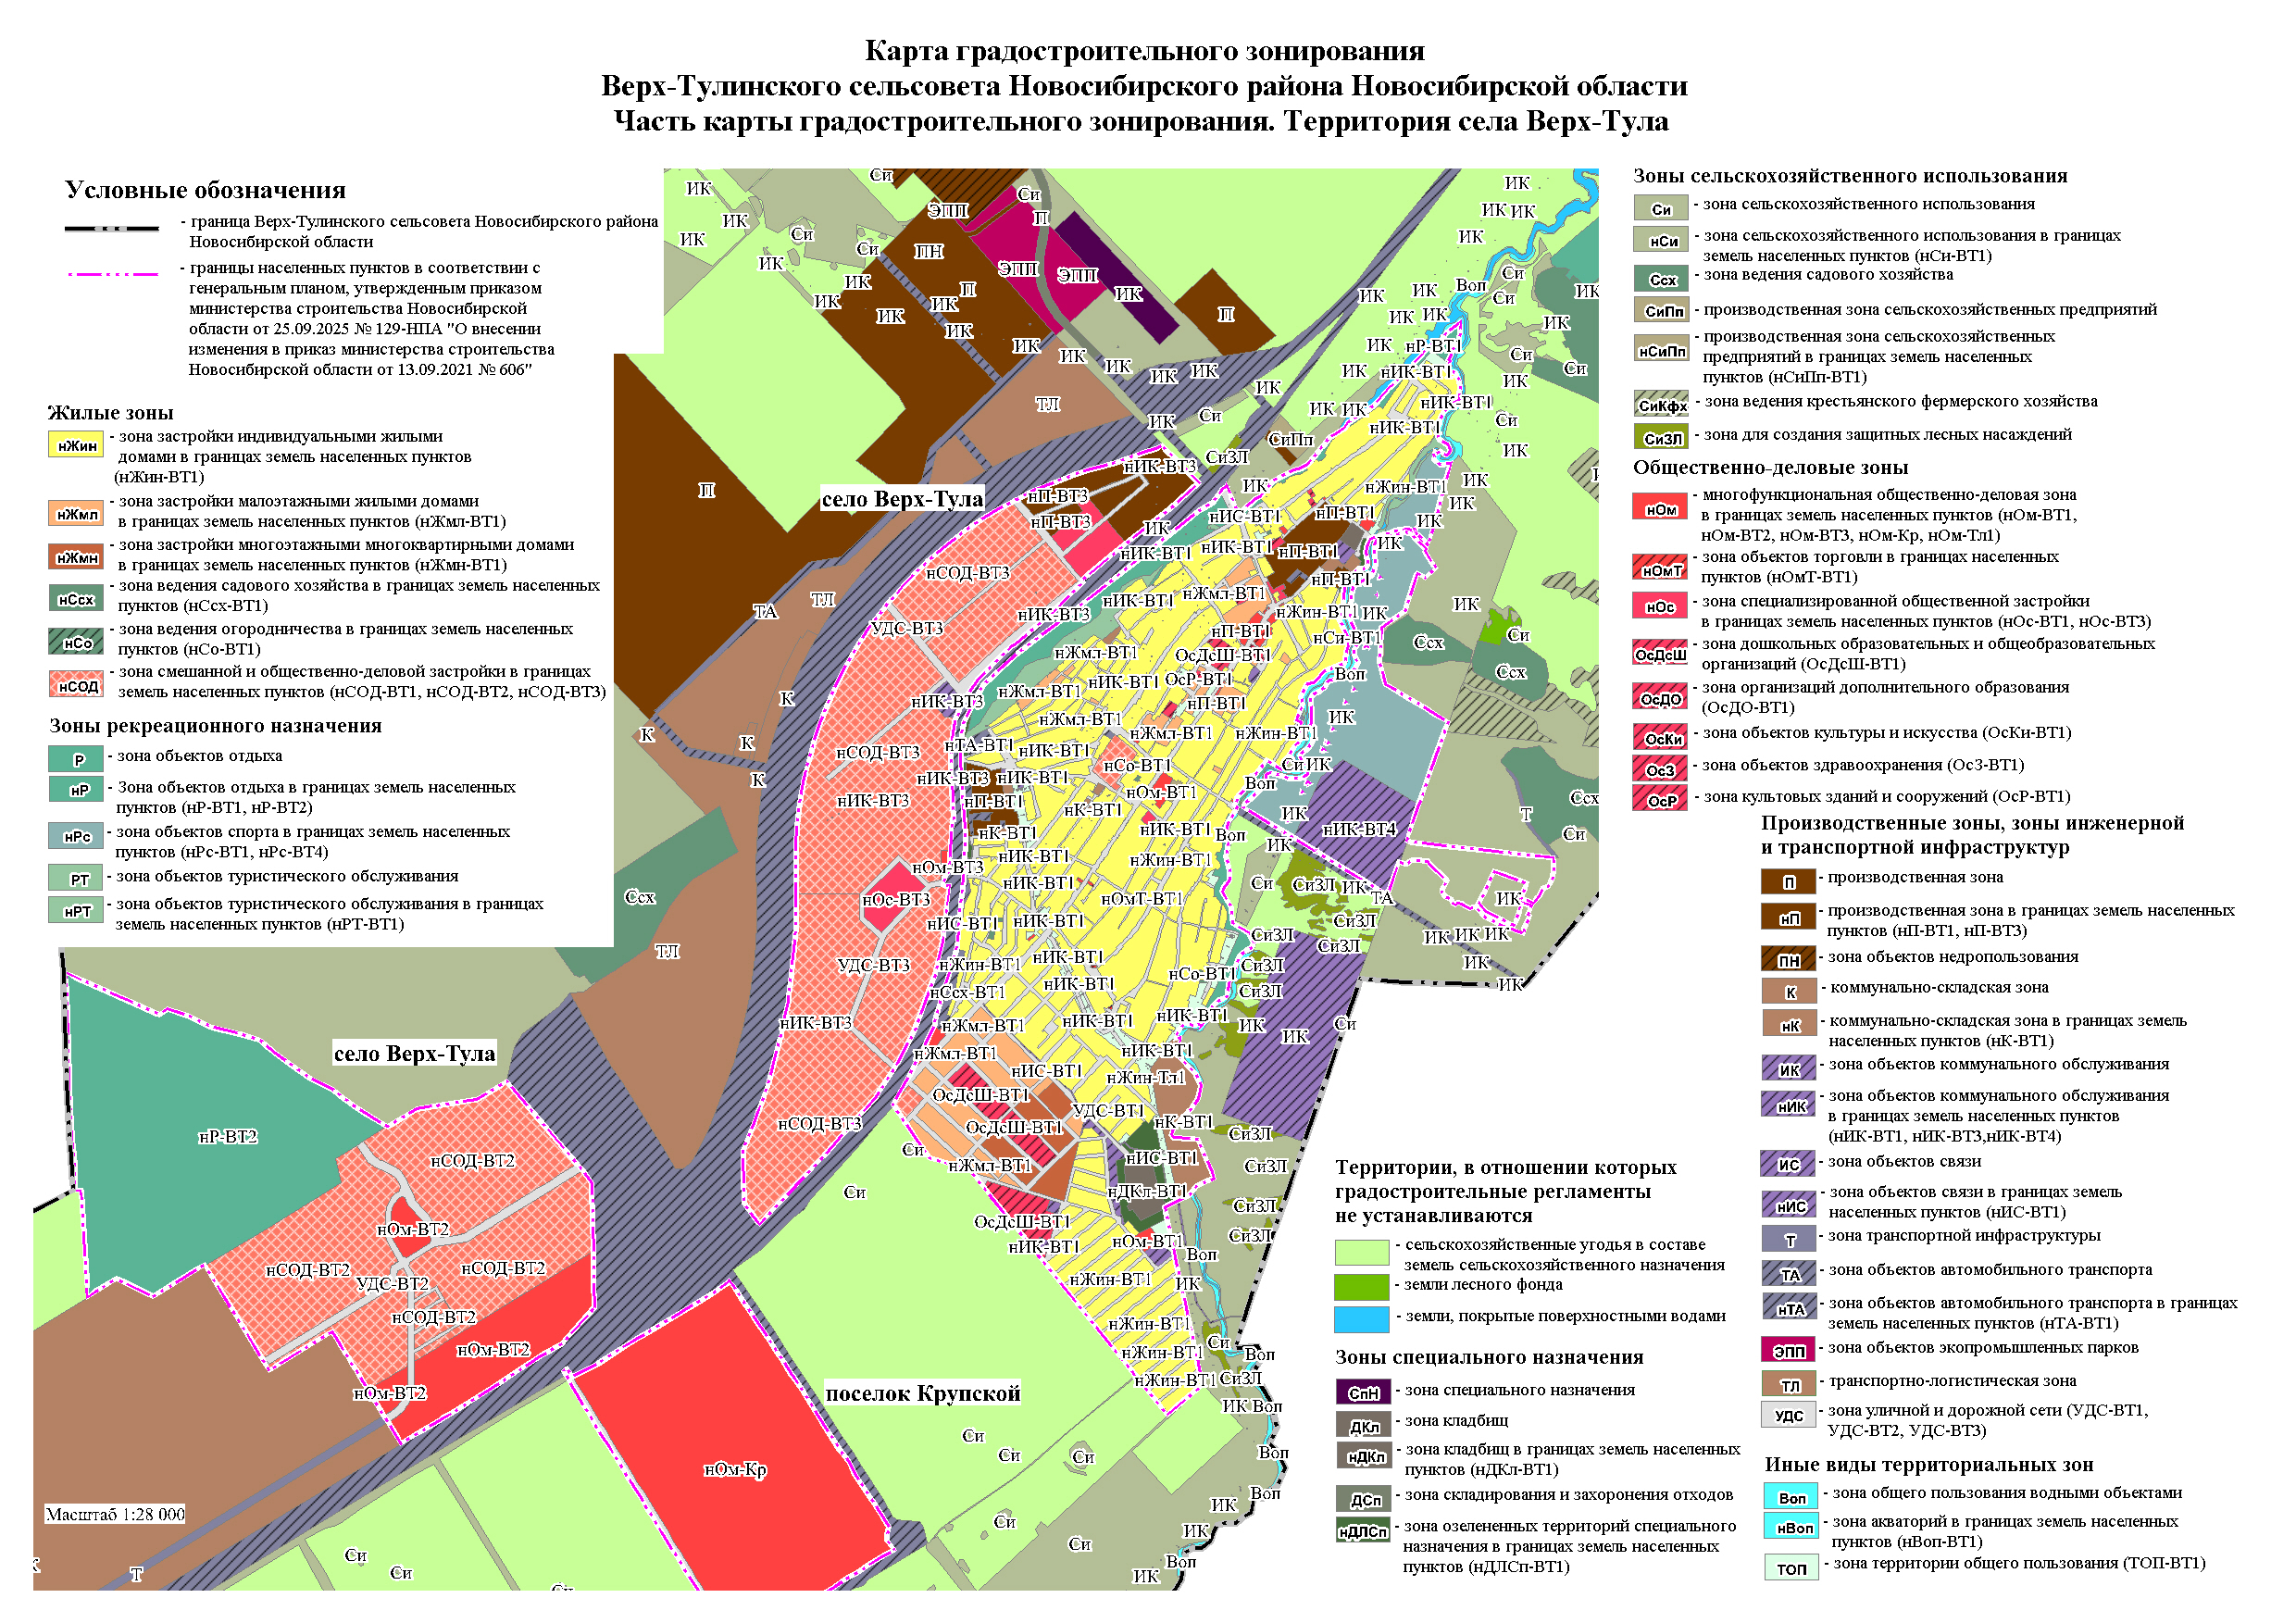 Карта градостроительного зонирования
Верх-Тулинского сельсовета Новосибирского района Новосибирской области
Часть карты градостроительного зонирования. Территория села Верх-Тула
Условные обозначения
- граница Верх-Тулинского сельсовета Новосибирского района
Новосибирской области
- границы населенных пунктов в соответствии с
генеральным планом, утвержденным приказом
министерства строительства Новосибирской
области от 25.09.2025 № 129-НПА "О внесении
изменения в приказ министерства строительства
Новосибирской области от 13.09.2021 № 606"
Жилые зоны
нЖин - зона застройки индивидуальными жилыми
домами в границах земель населенных пунктов
(нЖин-ВТ1)
нЖмл - зона застройки малоэтажными жилыми домами
в границах земель населенных пунктов (нЖмл-ВТ1)
нЖмн - зона застройки многоэтажными многоквартирными домами
в границах земель населенных пунктов (нЖмн-ВТ1)
нСсх - зона ведения садового хозяйства в границах земель населенных
пунктов (нСсх-ВТ1)
нСо - зона ведения огородничества в границах земель населенных
пунктов (нСо-ВТ1)
нСОД - зона смешанной и общественно-деловой застройки в границах
земель населенных пунктов (нСОД-ВТ1, нСОД-ВТ2, нСОД-ВТ3)
Зоны рекреационного назначения
Р - зона объектов отдыха
нР - Зона объектов отдыха в границах земель населенных
пунктов (нР-ВТ1, нР-ВТ2)
нРс - зона объектов спорта в границах земель населенных
пунктов (нРс-ВТ1, нРс-ВТ4)
РТ - зона объектов туристического обслуживания
нРТ - зона объектов туристического обслуживания в границах
земель населенных пунктов (нРТ-ВТ1)
село Верх-Тула
село Верх-Тула
поселок Крупской
нР-ВТ2
нСОД-ВТ2
нОм-ВТ2
нСОД-ВТ2
нСОД-ВТ2
УДС-ВТ2
нСОД-ВТ2
нОм-ВТ2
нОм-ВТ2
нОм-Кр
нСОД-ВТ3
УДС-ВТ3
нИК-ВТ3
нСОД-ВТ3
нИК-ВТ3
нОм-ВТ3
нОс-ВТ3
УДС-ВТ3
нИК-ВТ3
нСОД-ВТ3
Масштаб 1:28 000
Зоны сельскохозяйственного использования
Си - зона сельскохозяйственного использования
нСи - зона сельскохозяйственного использования в границах
земель населенных пунктов (нСи-ВТ1)
Ссх - зона ведения садового хозяйства
СиПп - производственная зона сельскохозяйственных предприятий
нСиПп - производственная зона сельскохозяйственных
предприятий в границах земель населенных
пунктов (нСиПп-ВТ1)
СиКфх - зона ведения крестьянского фермерского хозяйства
СиЗЛ - зона для создания защитных лесных насаждений
Общественно-деловые зоны
нОм - многофункциональная общественно-деловая зона
в границах земель населенных пунктов (нОм-ВТ1,
нОм-ВТ2, нОм-ВТ3, нОм-Кр, нОм-Тл1)
нОмТ - зона объектов торговли в границах населенных
пунктов (нОмТ-ВТ1)
нОс - зона специализированной общественной застройки
в границах земель населенных пунктов (нОс-ВТ1, нОс-ВТ3)
ОсДсШ - зона дошкольных образовательных и общеобразовательных
организаций (ОсДсШ-ВТ1)
ОсДО - зона организаций дополнительного образования
(ОсДО-ВТ1)
ОсКи - зона объектов культуры и искусства (ОсКи-ВТ1)
ОсЗ - зона объектов здравоохранения (ОсЗ-ВТ1)
ОсР - зона культовых зданий и сооружений (ОсР-ВТ1)
Производственные зоны, зоны инженерной
и транспортной инфраструктур
П - производственная зона
нП - производственная зона в границах земель населенных
пунктов (нП-ВТ1, нП-ВТ3)
ПН - зона объектов недропользования
К - коммунально-складская зона
нК - коммунально-складская зона в границах земель
населенных пунктов (нК-ВТ1)
ИК - зона объектов коммунального обслуживания
нИК - зона объектов коммунального обслуживания
в границах земель населенных пунктов
(нИК-ВТ1, нИК-ВТ3,нИК-ВТ4)
ИС - зона объектов связи
нИС - зона объектов связи в границах земель
населенных пунктов (нИС-ВТ1)
Т - зона транспортной инфраструктуры
ТА - зона объектов автомобильного транспорта
нТА - зона объектов автомобильного транспорта в границах
земель населенных пунктов (нТА-ВТ1)
ЭПП - зона объектов экопромышленных парков
ТЛ - транспортно-логистическая зона
УДС - зона уличной и дорожной сети (УДС-ВТ1,
УДС-ВТ2, УДС-ВТ3)
Иные виды территориальных зон
Воп - зона общего пользования водными объектами
нВоп - зона акваторий в границах земель населенных
пунктов (нВоп-ВТ1)
ТОП - зона территории общего пользования (ТОП-ВТ1)
Территории, в отношении которых
градостроительные регламенты
не устанавливаются
- сельскохозяйственные угодья в составе
земель сельскохозяйственного назначения
- земли лесного фонда
- земли, покрытые поверхностными водами
Зоны специального назначения
СпН - зона специального назначения
ДКл - зона кладбищ
нДКл - зона кладбищ в границах земель населенных
пунктов (нДКл-ВТ1)
ДСп - зона складирования и захоронения отходов
нДЛСп - зона озелененных территорий специального
назначения в границах земель населенных
пунктов (нДЛСп-ВТ1)